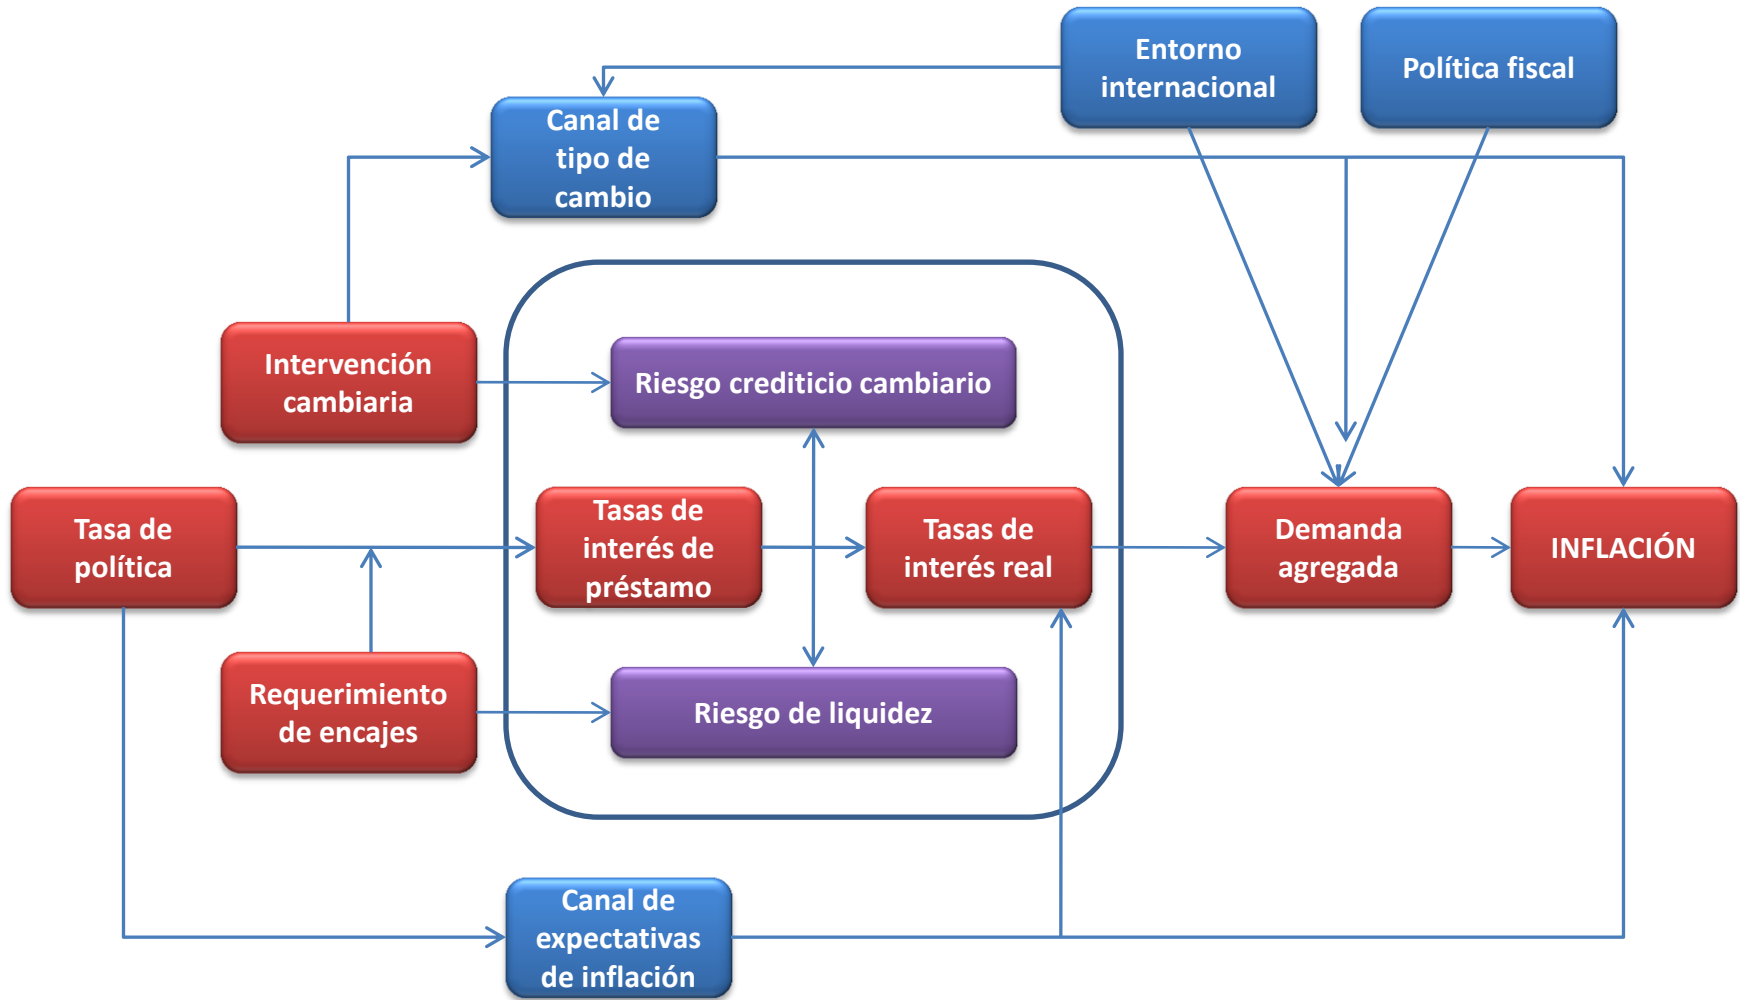 Entorno
internacional
Política fiscal
Canal de
tipo de
cambio
Intervención
cambiaria
Riesgo crediticio cambiario
Tasa de
política
Tasas de
interés de
préstamo
Tasas de
interés real
Demanda
agregada
INFLACIÓN
Requerimiento
de encajes
Riesgo de liquidez
Canal de
expectativas
de inflación